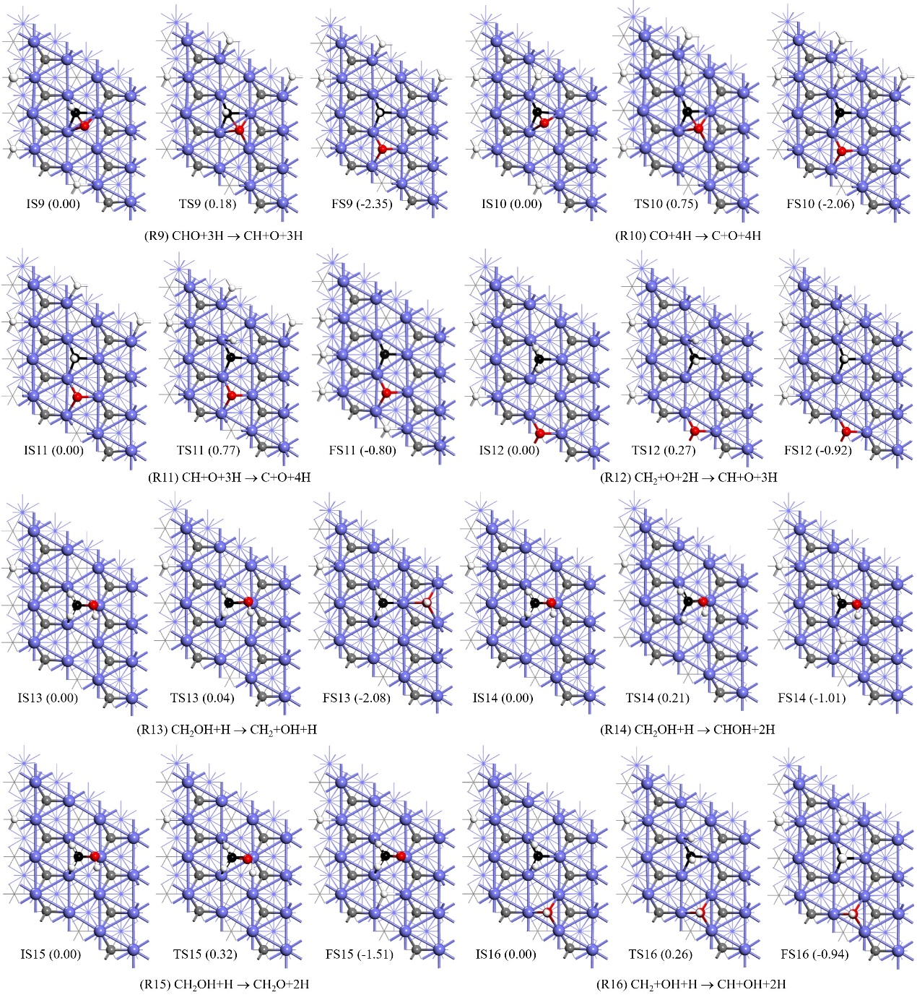 IS9 (0.00) TS9 (0.18) FS9 (-2.35) IS10 (0.00) TS10 (0.75) FS10 (-2.06)
(R9) CHO+3H → CH+O+3H (R10) CO+4H → C+O+4H
IS11 (0.00) TS11 (0.77) FS11 (-0.80) IS12 (0.00) TS12 (0.27) FS12 (-0.92)
(R11) CH+O+3H → C+O+4H (R12) CH₂+O+2H → CH+O+3H
IS13 (0.00) TS13 (0.04) FS13 (-2.08) IS14 (0.00) TS14 (0.21) FS14 (-1.01)
(R13) CH₂OH+H → CH₂+OH+H (R14) CH₂OH+H → CHOH+2H
IS15 (0.00) TS15 (0.32) FS15 (-1.51) IS16 (0.00) TS16 (0.26) FS16 (-0.94)
(R15) CH₂OH+H → CH₂O+2H (R16) CH₂+OH+H → CH+OH+2H